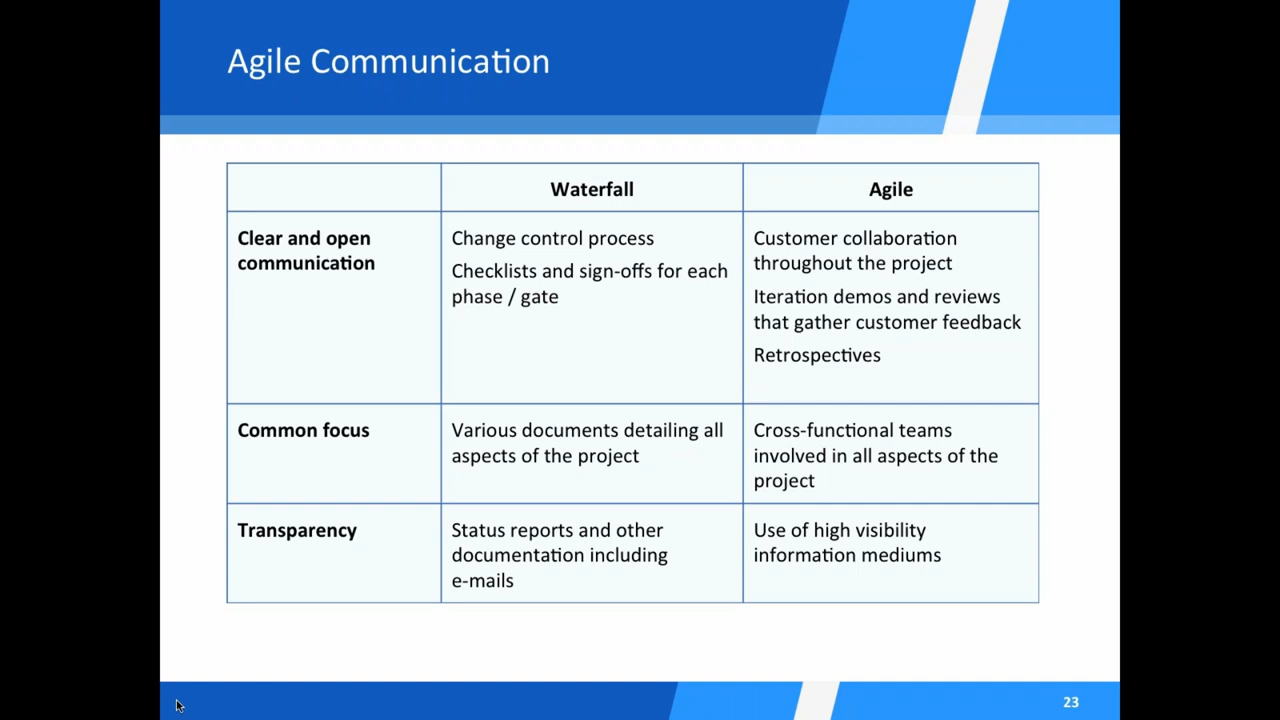 Agile Communication
Waterfall
Agile
Clear and open
communication
Change control process
Checklists and sign-offs for each
phase / gate
Customer collaboration
throughout the project
Iteration demos and reviews
that gather customer feedback
Retrospectives
Common focus
Various documents detailing all
aspects of the project
Cross-functional teams
involved in all aspects of the
project
Transparency
Status reports and other
documentation including
e-mails
Use of high visibility
information mediums
23